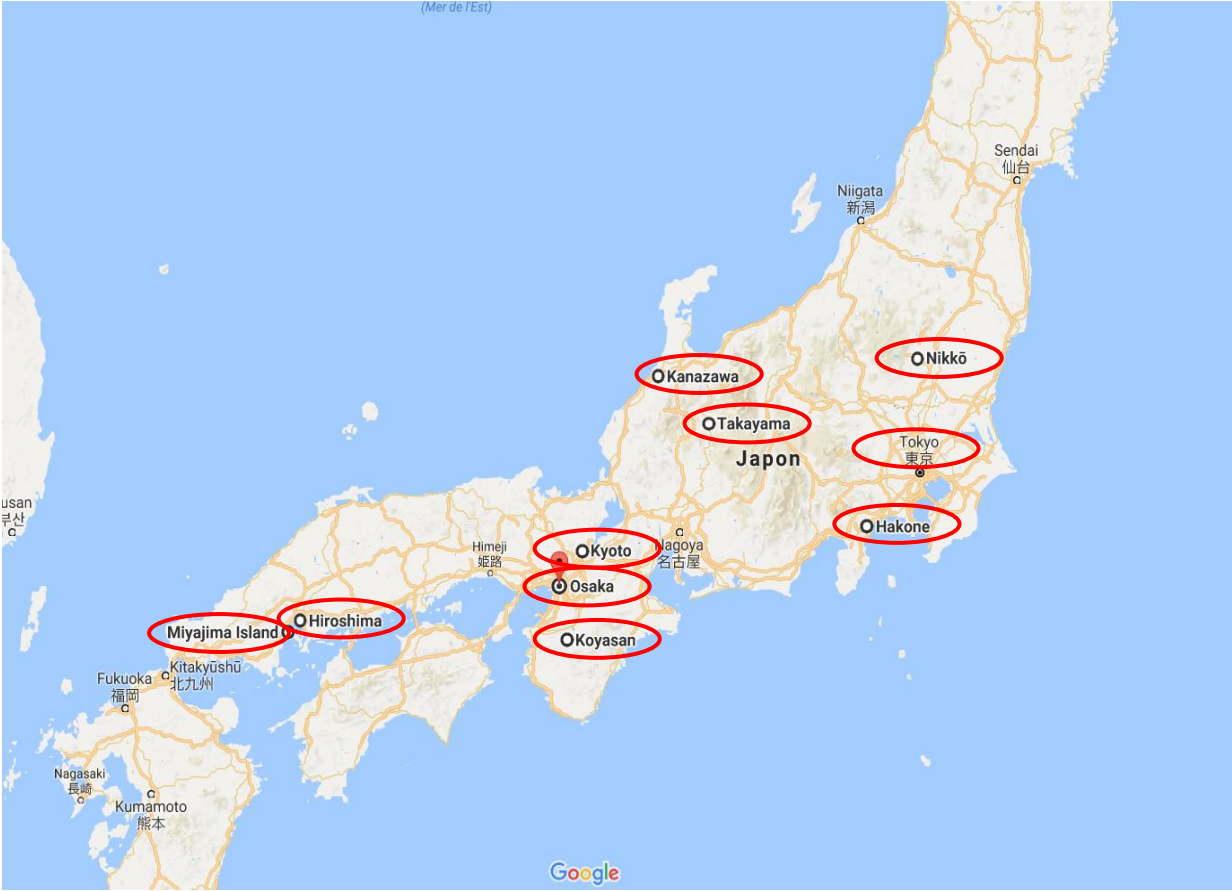 (Mer de l'Est)
Sendai
仙台
Niigata
新潟
Nikkō
Kanazawa
Takayama
Tokyo
東京
Japon
usan
부산
Hakone
Himeji
姫路
Kyoto
Nagoya
名古屋
Osaka
Hiroshima
Miyajima Island
Koyasan
Kitakyūshū
北九州
Fukuoka
福岡
Nagasaki
長崎
Kumamoto
熊本
Google